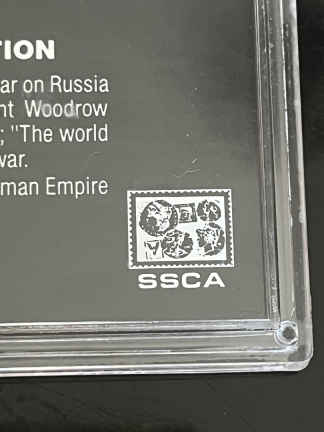 TION
ar on Russia
nt Woodrow
; "The world
war.
man Empire
SSCA